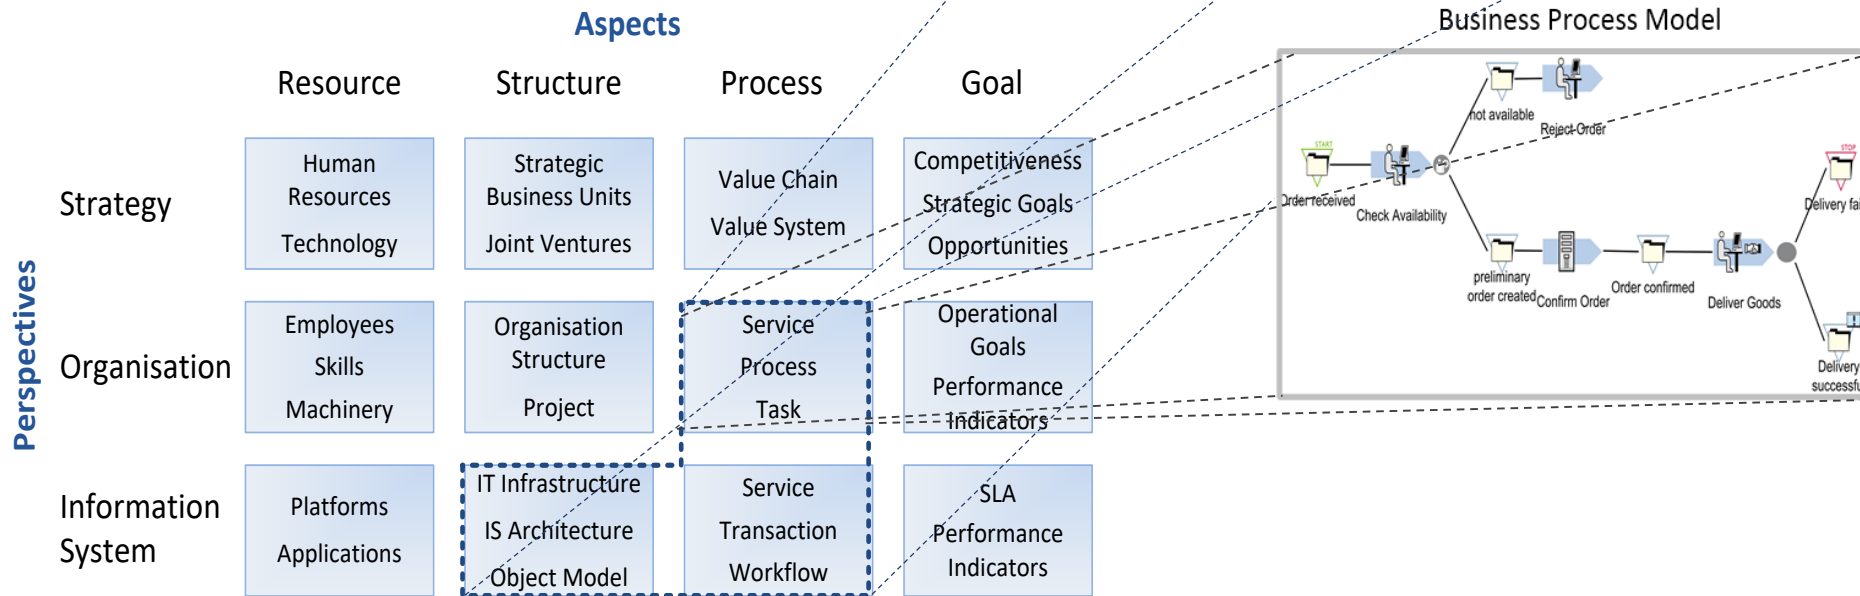 Aspects
Business Process Model
Resource
Structure
Process
Goal
Perspectives
Strategy
Human
Resources
Technology
Strategic
Business Units
Joint Ventures
Value Chain
Value System
Competitiveness
Strategic Goals
Opportunities
Organisation
Employees
Skills
Machinery
Organisation
Structure
Project
Service
Process
Task
Operational
Goals
Performance
Indicators
Information
System
Platforms
Applications
IT Infrastructure
IS Architecture
Object Model
Service
Transaction
Workflow
SLA
Performance
Indicators
START
Order received
Check Availability
not available
Reject Order
preliminary
order created
Confirm Order
Order confirmed
Deliver Goods
STOP
Delivery fai
Delivery
successfu